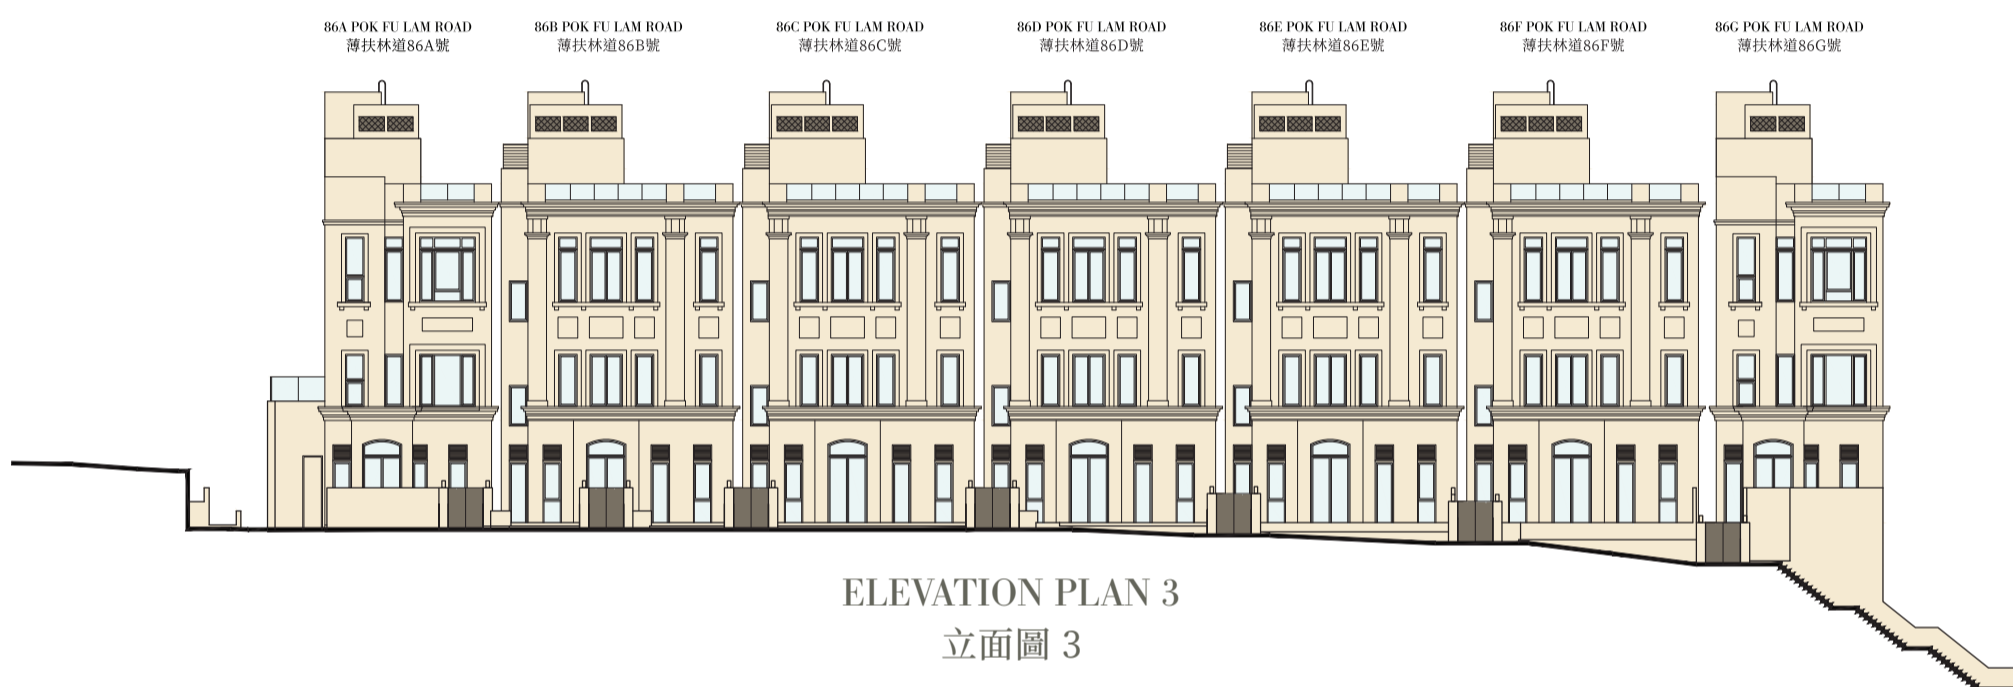 86A POK FU LAM ROAD
薄扶林道86A號
86B POK FU LAM ROAD
薄扶林道86B號
86C POK FU LAM ROAD
薄扶林道86C號
86D POK FU LAM ROAD
薄扶林道86D號
86E POK FU LAM ROAD
薄扶林道86E號
86F POK FU LAM ROAD
薄扶林道86F號
86G POK FU LAM ROAD
薄扶林道86G號
ELEVATION PLAN 3
立面圖 3